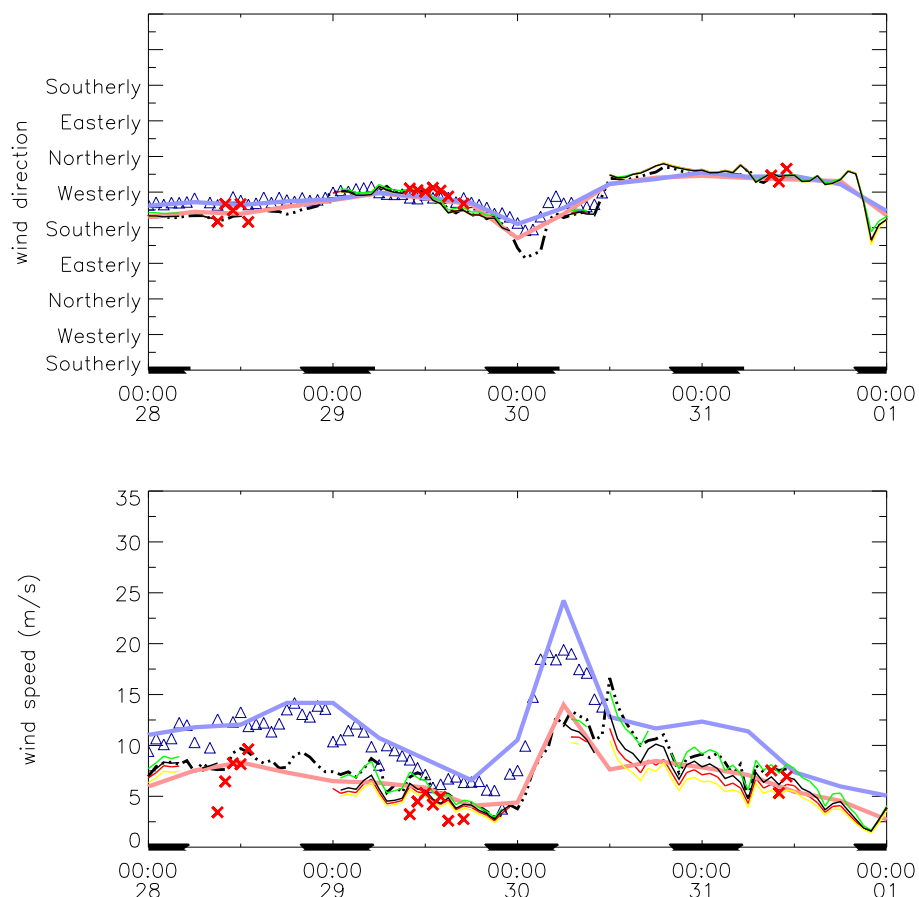 wind direction
Southerly
Easterly
Northerly
Westerly
Southerly
Easterly
Northerly
Westerly
Southerly
00:00 00:00 00:00 00:00 00:00
28 29 30 31 01
wind speed (m/s)
35
30
25
20
15
10
5
0
00:00 00:00 00:00 00:00 00:00
28 29 30 31 01